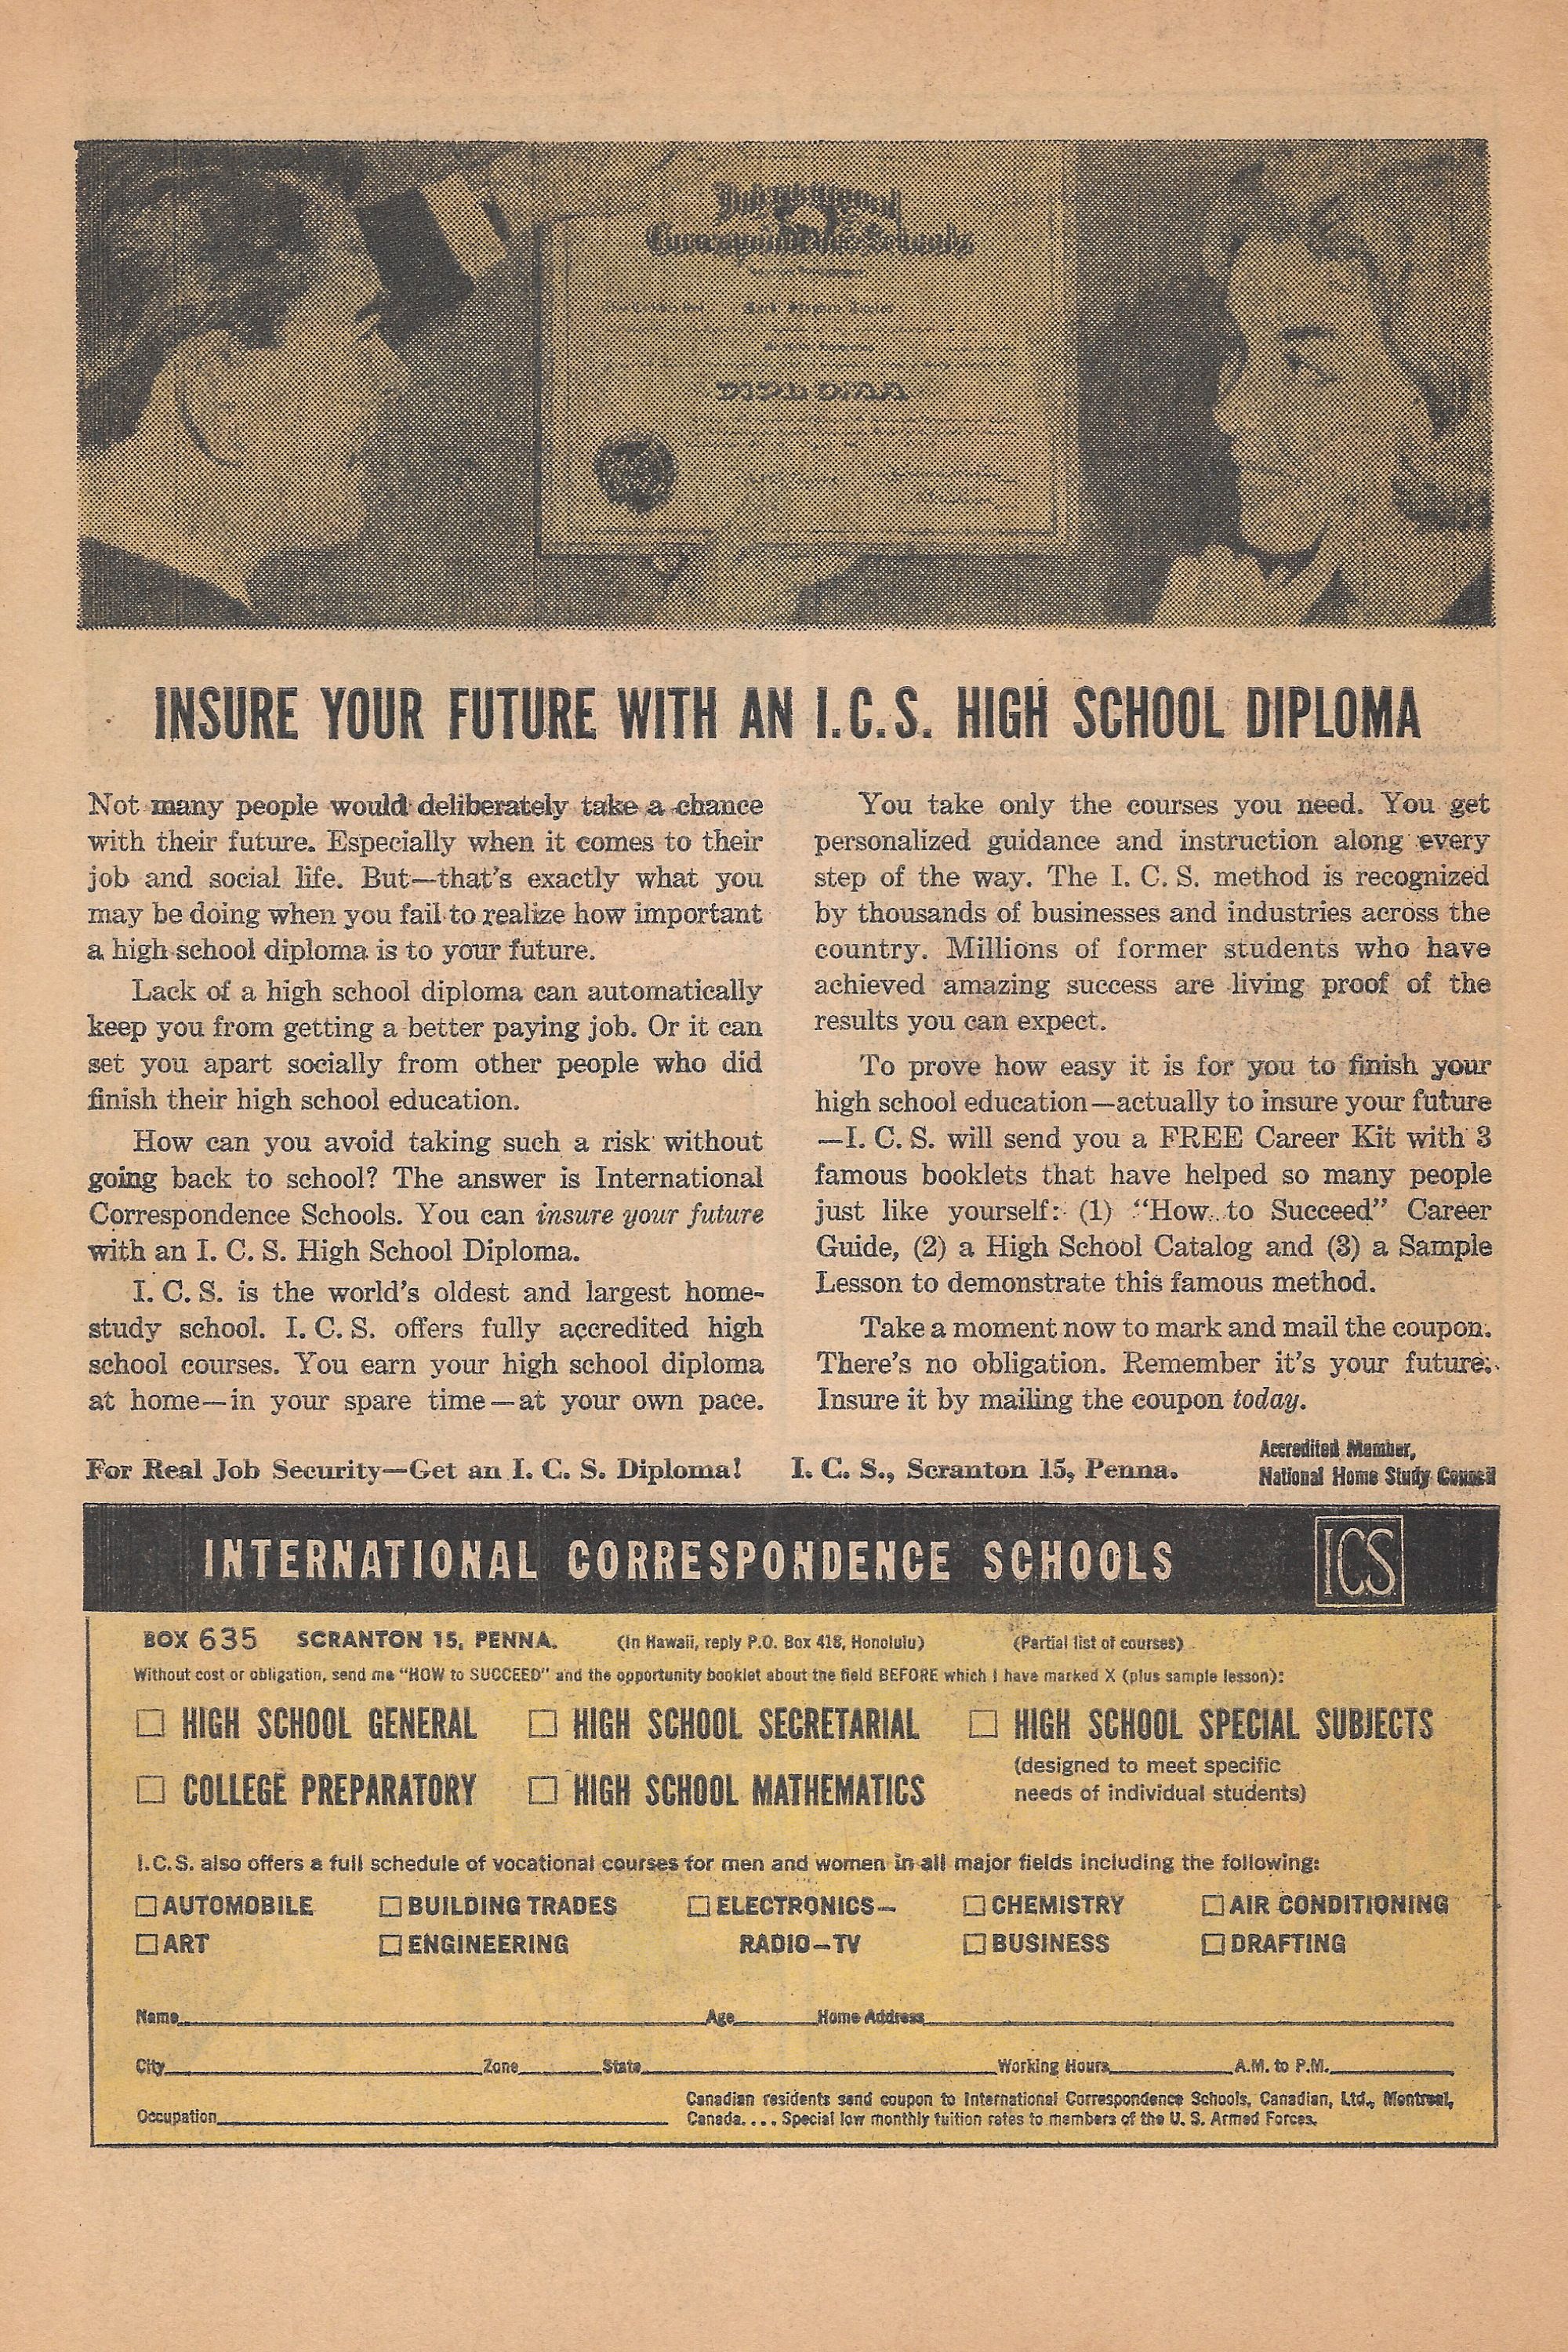 Correspondence Schools
DIPLOMA
INSURE YOUR FUTURE WITH AN I.C.S. HIGH SCHOOL DIPLOMA
Not many people would deliberately take a chance
with their future. Especially when it comes to their
job and social life. But—that's exactly what you
may be doing when you fail to realize how important
a high school diploma is to your future.
Lack of a high school diploma can automatically
keep you from getting a better paying job. Or it can
set you apart socially from other people who did
finish their high school education.
How can you avoid taking such a risk without
going back to school? The answer is International
Correspondence Schools. You can insure your future
with an I. C. S. High School Diploma.
I. C. S. is the world's oldest and largest home-
study school. I. C. S. offers fully accredited high
school courses. You earn your high school diploma
at home—in your spare time—at your own pace.
You take only the courses you need. You get
personalized guidance and instruction along every
step of the way. The I. C. S. method is recognized
by thousands of businesses and industries across the
country. Millions of former students who have
achieved amazing success are living proof of the
results you can expect.
To prove how easy it is for you to finish your
high school education—actually to insure your future
—I. C. S. will send you a FREE Career Kit with 3
famous booklets that have helped so many people
just like yourself: (1) "How to Succeed" Career
Guide, (2) a High School Catalog and (3) a Sample
Lesson to demonstrate this famous method.
Take a moment now to mark and mail the coupon.
There's no obligation. Remember it's your future.
Insure it by mailing the coupon today.
For Real Job Security—Get an I. C. S. Diploma! I. C. S., Scranton 15, Penna.
Accredited Member,
National Home Study Council
INTERNATIONAL CORRESPONDENCE SCHOOLS ICS
BOX 635 SCRANTON 15, PENNA. (In Hawaii, reply P.O. Box 418, Honolulu) (Partial list of courses)
Without cost or obligation, send me "HOW to SUCCEED" and the opportunity booklet about the field BEFORE which I have marked X (plus sample lesson):
☐ HIGH SCHOOL GENERAL ☐ HIGH SCHOOL SECRETARIAL ☐ HIGH SCHOOL SPECIAL SUBJECTS
(designed to meet specific
☐ COLLEGE PREPARATORY ☐ HIGH SCHOOL MATHEMATICS needs of individual students)
I.C.S. also offers a full schedule of vocational courses for men and women in all major fields including the following:
☐ AUTOMOBILE ☐ BUILDING TRADES ☐ ELECTRONICS— ☐ CHEMISTRY ☐ AIR CONDITIONING
☐ ART ☐ ENGINEERING RADIO—TV ☐ BUSINESS ☐ DRAFTING
Name Age Home Address
City Zone State Working Hours A.M. to P.M.
Occupation
Canadian residents send coupon to International Correspondence Schools, Canadian, Ltd., Montreal,
Canada. . . . Special low monthly tuition rates to members of the U. S. Armed Forces.